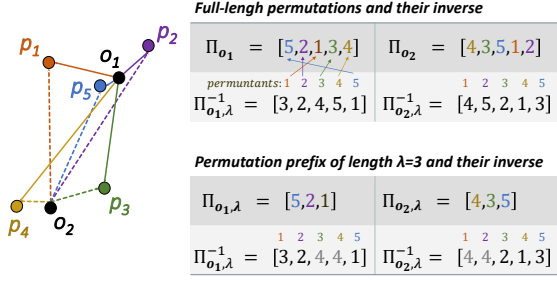 p₁
o₁
p₂
p₅
p₃
p₄
o₂
Full-lengh permutations and their inverse
Πₒ₁ = [5,2,1,3,4]
Πₒ₂ = [4,3,5,1,2]
permuntants: 1 2 3 4 5
1 2 3 4 5
Π⁻¹ₒ₁,λ = [3,2,4,5,1]
Π⁻¹ₒ₂,λ = [4,5,2,1,3]
Permutation prefix of length λ=3 and their inverse
Πₒ₁,λ = [5,2,1]
Πₒ₂,λ = [4,3,5]
1 2 3 4 5
1 2 3 4 5
Π⁻¹ₒ₁,λ = [3,2,4,4,1]
Π⁻¹ₒ₂,λ = [4,4,2,1,3]